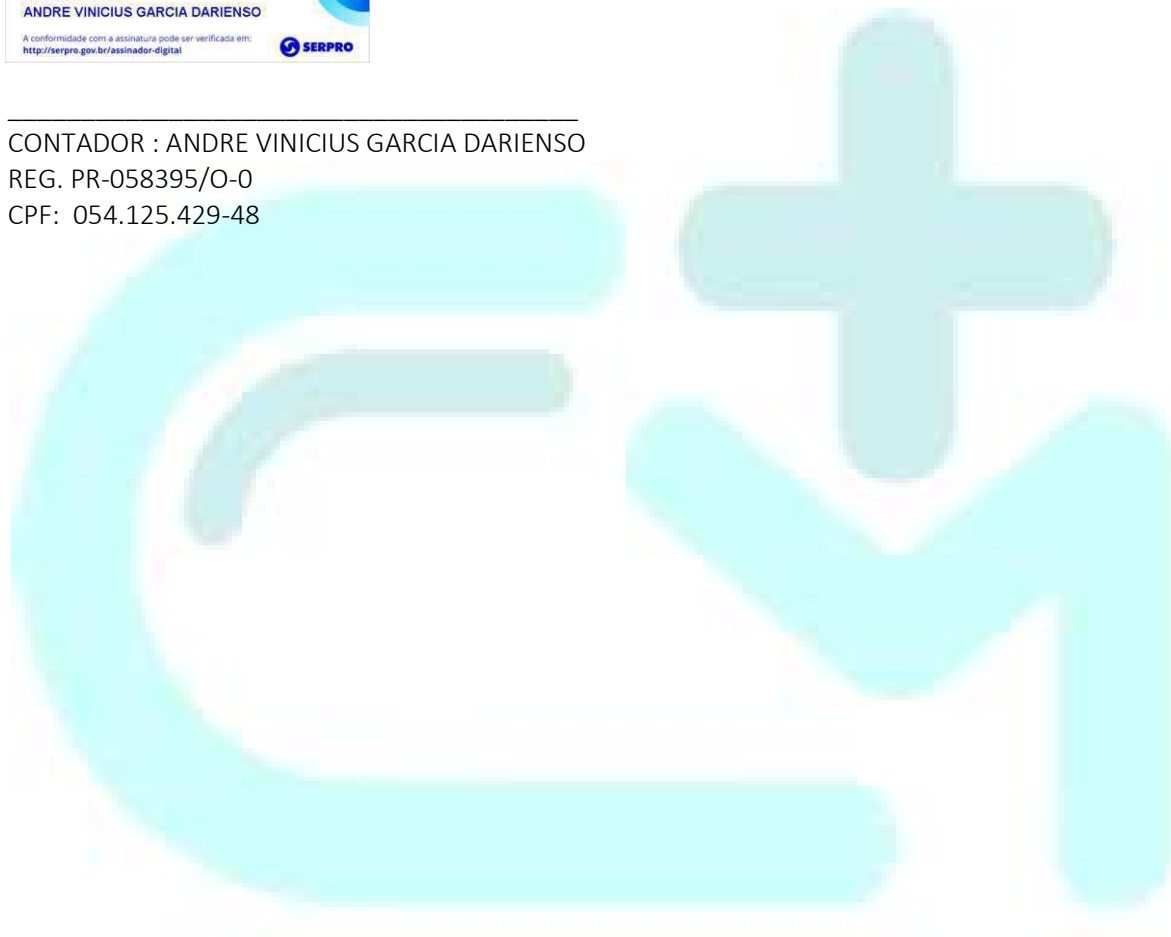 ANDRE VINICIUS GARCIA DARIENSO
A conformidade com a assinatura pode ser verificada em:
http://serpro.gov.br/assinador-digital
SERPRO
CONTADOR : ANDRE VINICIUS GARCIA DARIENSO
REG. PR-058395/O-0
CPF: 054.125.429-48